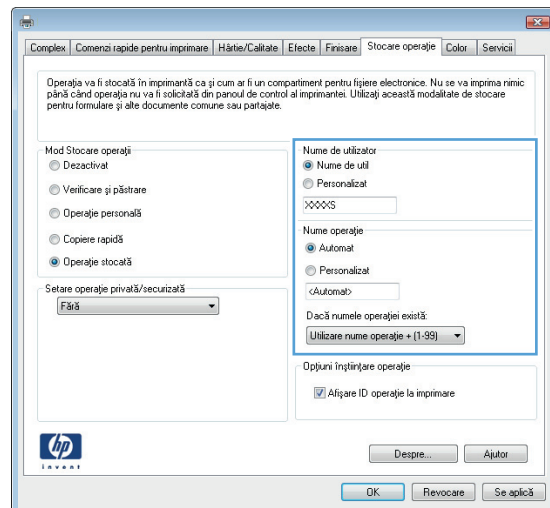 Complex
Comenzi rapide pentru imprimare
Hârtie/Calitate
Efecte
Finisare
Stocare operaţie
Color
Servicii
Operaţia va fi stocată în imprimantă ca şi cum ar fi un compartiment pentru fişiere electronice. Nu se va imprima nimic
până când operaţia nu va fi solicitată din panoul de control al imprimantei. Utilizaţi această modalitate de stocare
pentru formulare şi alte documente comune sau partajate.
Mod Stocare operaţii
Dezactivat
Verificare şi păstrare
Operaţie personală
Copiere rapidă
Operaţie stocată
Setare operaţie privată/securizată
Fără
Nume de utilizator
Nume de util
Personalizat
XXXXS
Nume operaţie
Automat
Personalizat
<Automat>
Dacă numele operaţiei există:
Utilizare nume operaţie + (1-99)
Opţiuni înştiinţare operaţie
Afişare ID operaţie la imprimare
hp
invent
Despre...
Ajutor
OK
Revocare
Se aplică